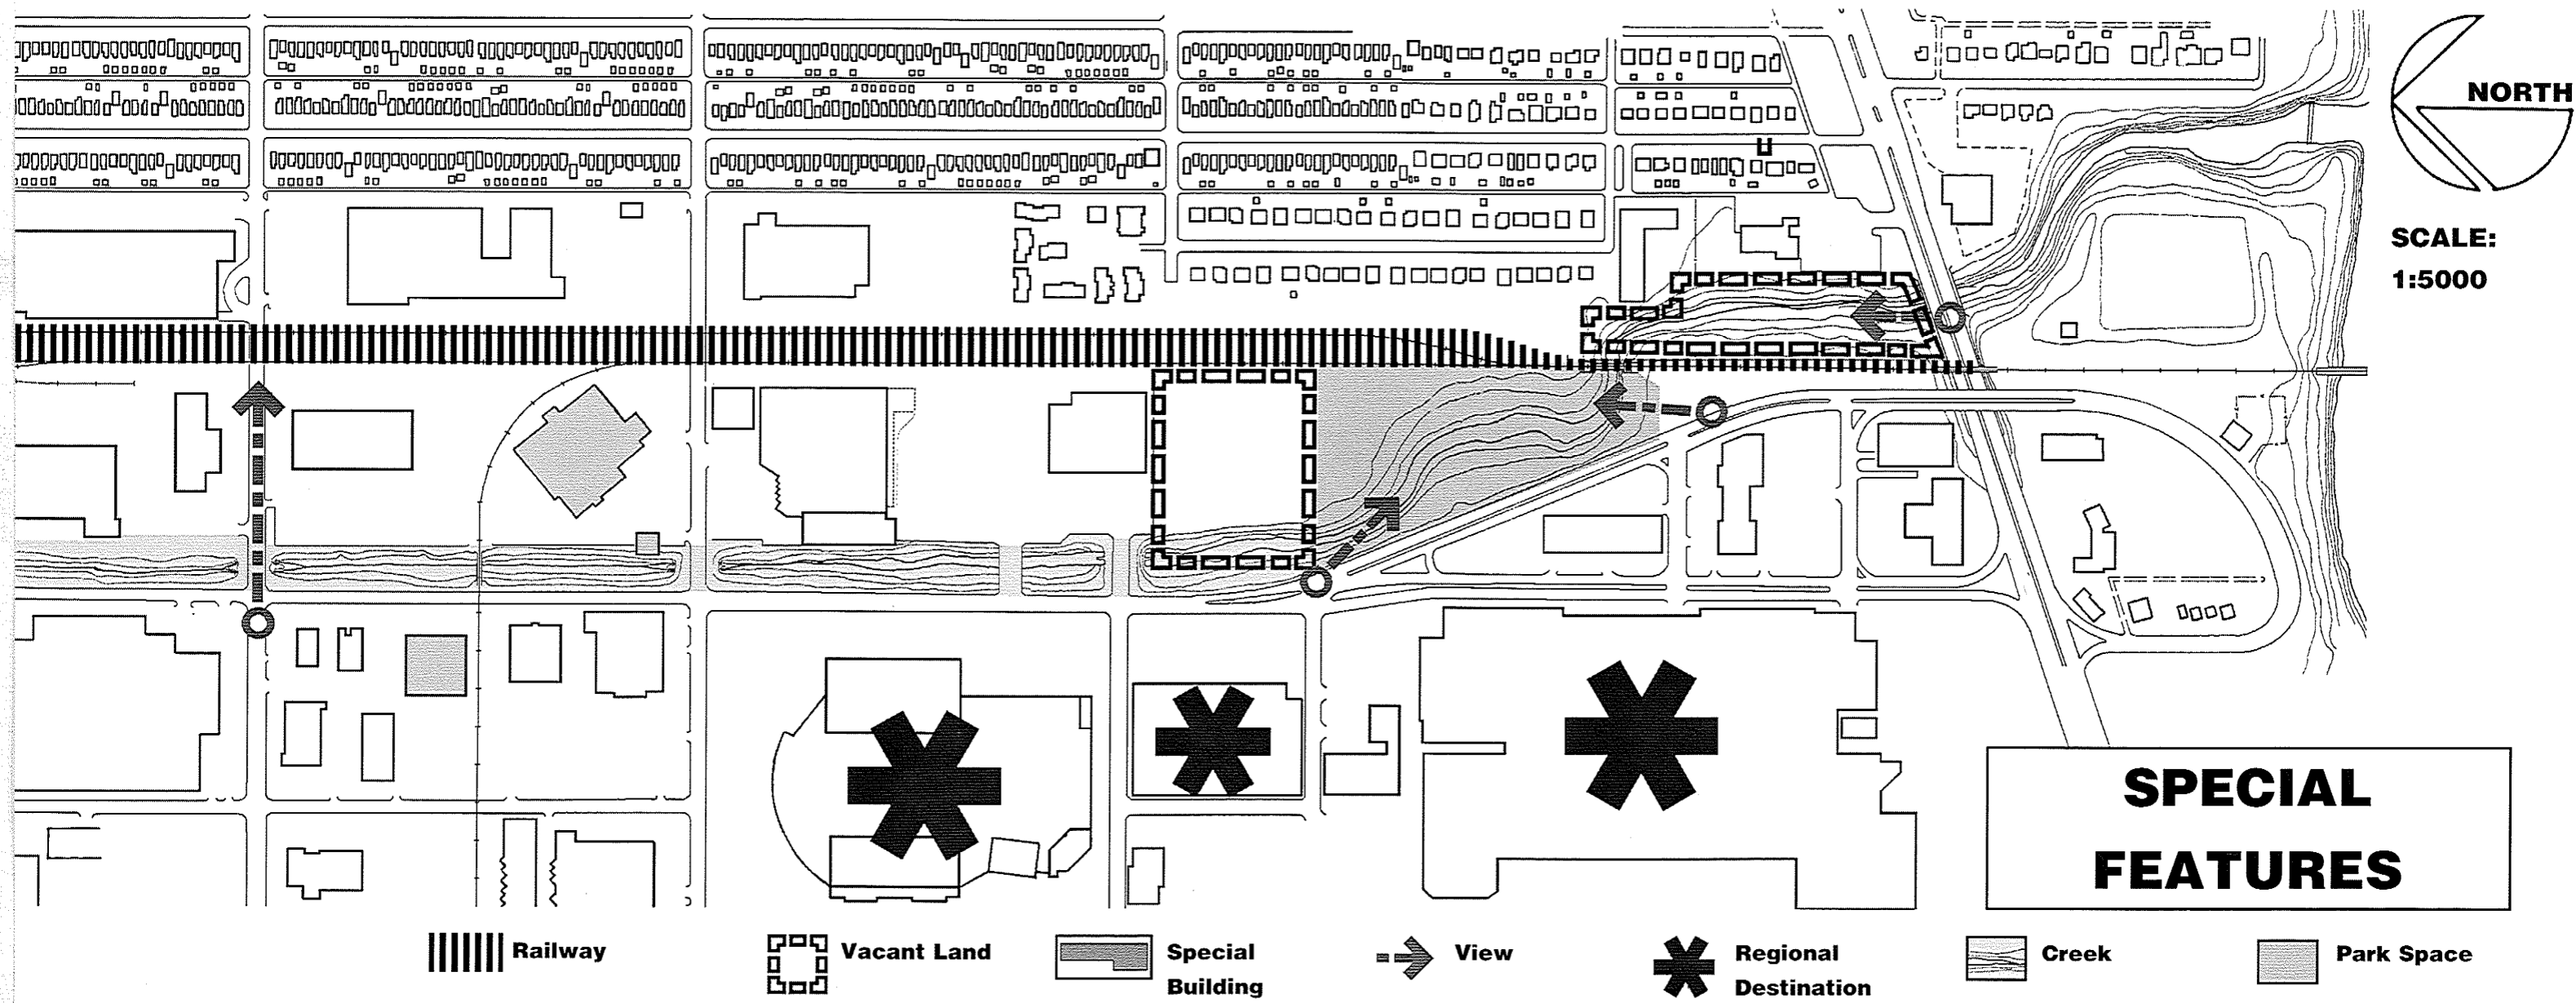 NORTH
SCALE:
1:5000
SPECIAL
FEATURES
Railway
Vacant Land
Special
Building
View
Regional
Destination
Creek
Park Space